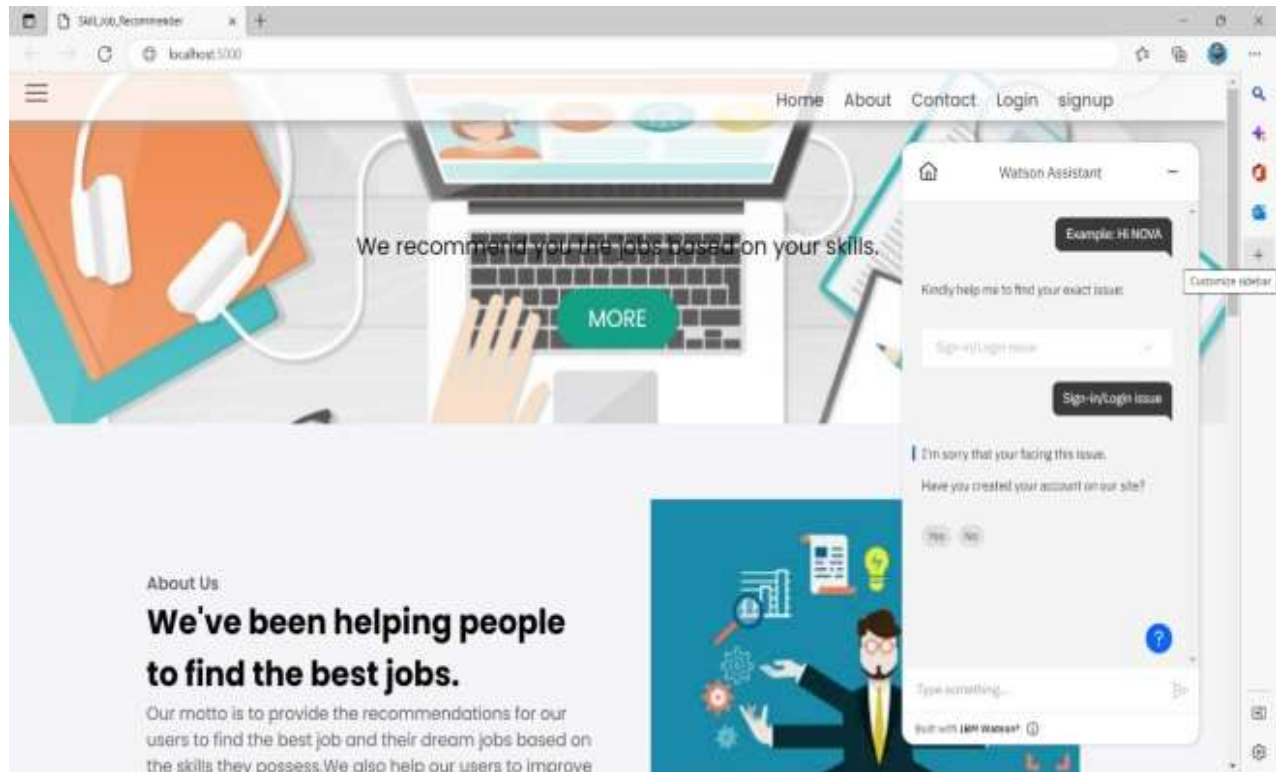 Skill_Job_Recommender
localhost:5000
Home About Contact Login signup
We recommend you the jobs based on your skills.
MORE
Watson Assistant
Example: Hi NOVA
Kindly help me to find your exact issue:
Sign-in/Login issue
Sign-in/Login issue
I'm sorry that your facing this issue.
Have you created your account on our site?
Yes No
?
Type something...
Built with IBM Watson®
Customize sidebar
About Us
We've been helping people
to find the best jobs.
Our motto is to provide the recommendations for our
users to find the best job and their dream jobs based on
the skills they possess.We also help our users to improve